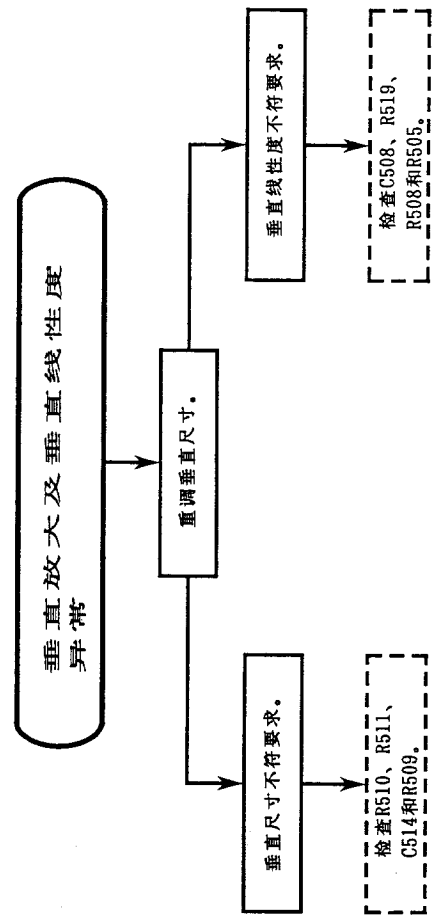 垂直放大及垂直线性度
异常
重调垂直尺寸。
垂直尺寸不符要求。
检查R510、R511、
C514和R509。
垂直线性度不符要求。
检查C508、R519、
R508和R505。